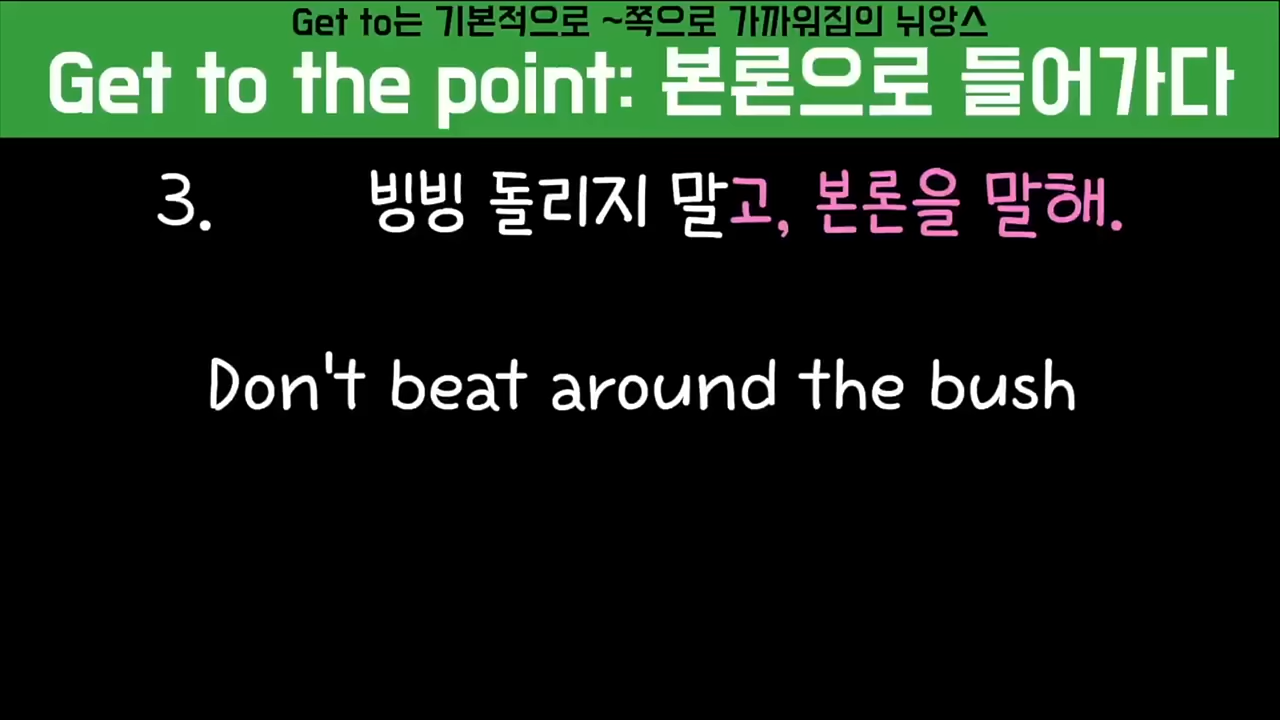 Get to는 기본적으로 ~쪽으로 가까워짐의 뉘앙스
Get to the point: 본론으로 들어가다
3. 빙빙 돌리지 말고, 본론을 말해.
Don't beat around the bush